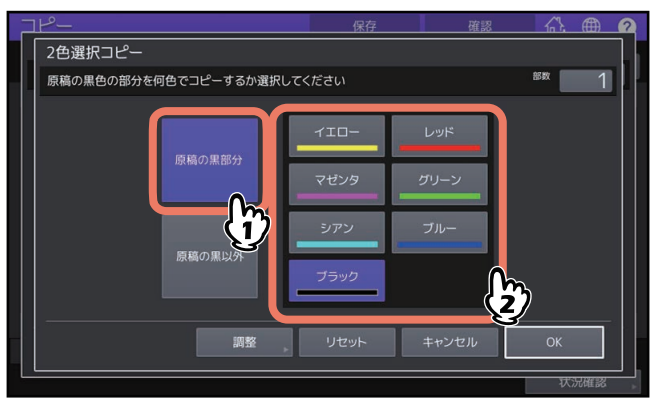 コピー
保存
確認
?
2色選択コピー
原稿の黒色の部分を何色でコピーするか選択してください
部数
1
原稿の黒部分
1
原稿の黒以外
イエロー
レッド
マゼンタ
グリーン
シアン
ブルー
ブラック
2
調整
リセット
キャンセル
OK
状況確認